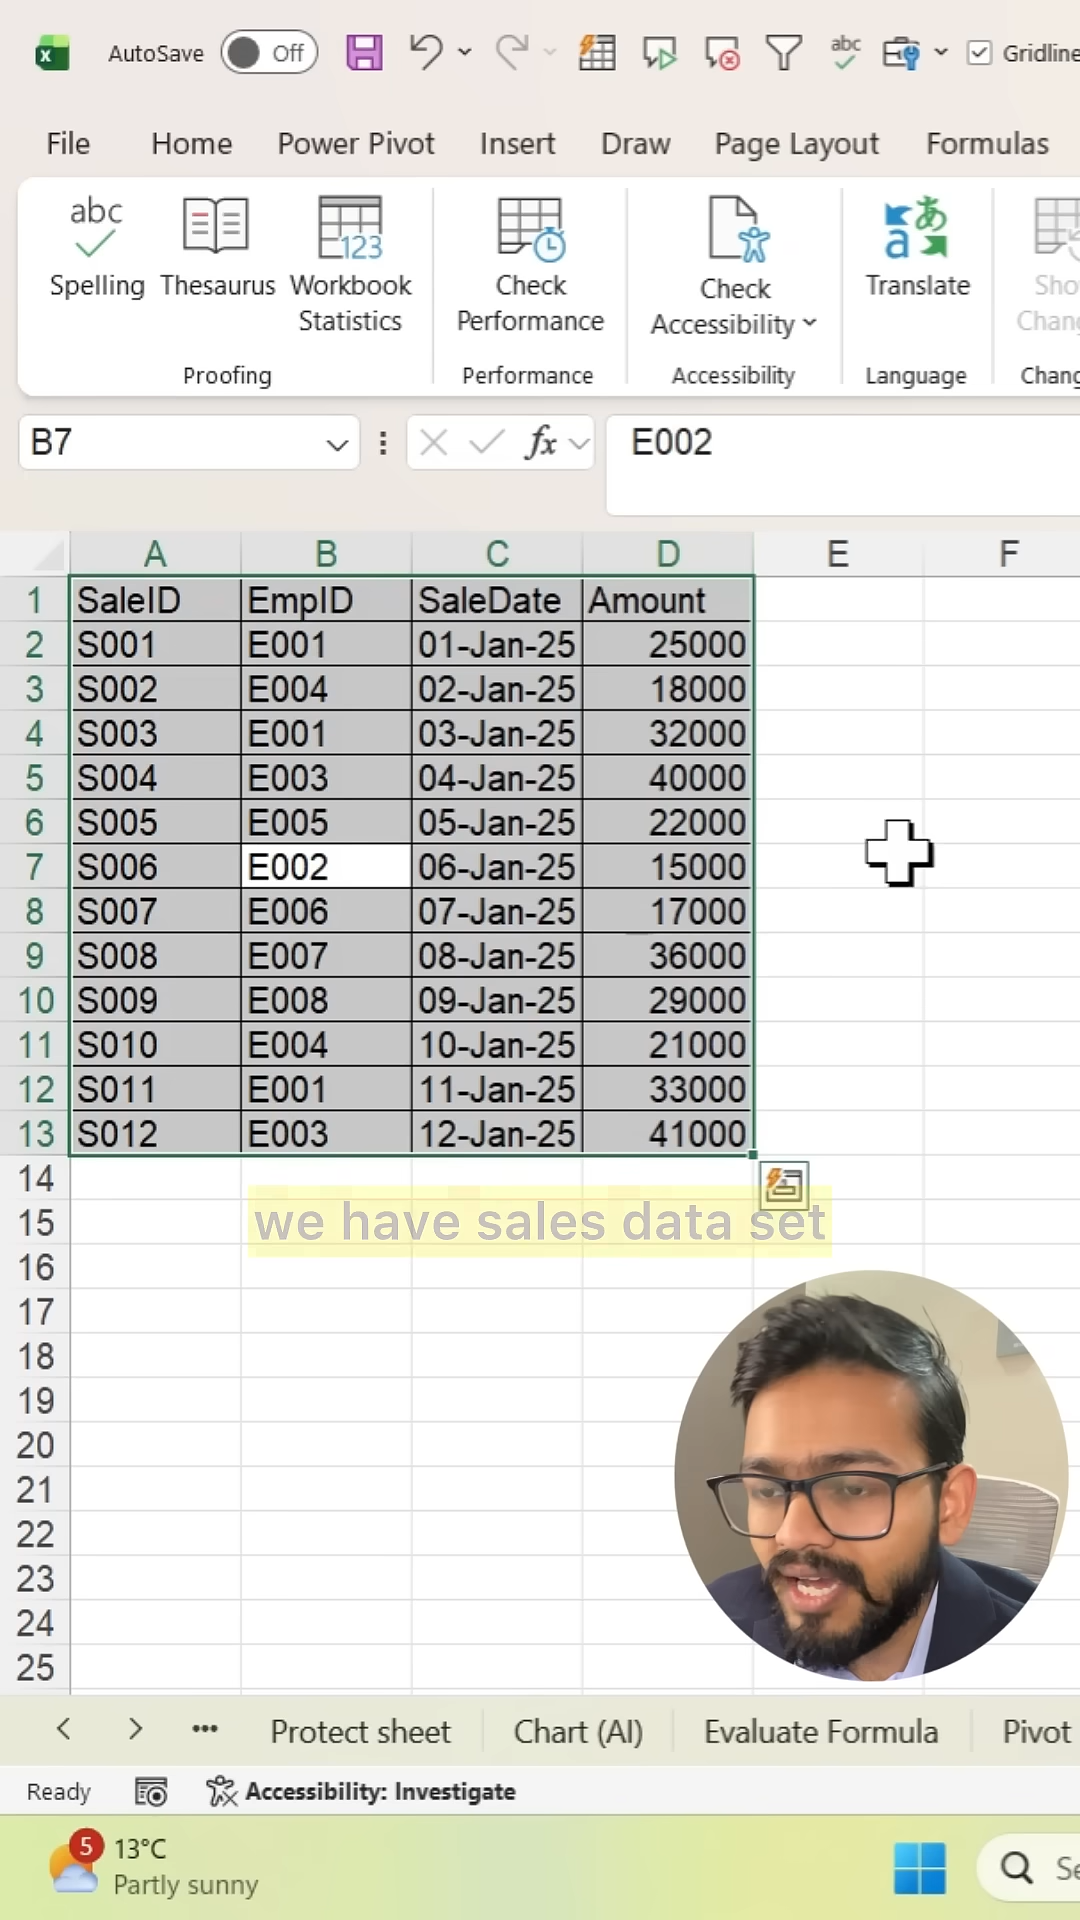 AutoSave Off abc Gridline
File Home Power Pivot Insert Draw Page Layout Formulas
abc 123 a あ
Spelling Thesaurus Workbook Statistics Check Performance Check Accessibility Translate Sho Chang
Proofing Performance Accessibility Language Chang
B7 fx E002
A B C D E F
1 SaleID EmpID SaleDate Amount
2 S001 E001 01-Jan-25 25000
3 S002 E004 02-Jan-25 18000
4 S003 E001 03-Jan-25 32000
5 S004 E003 04-Jan-25 40000
6 S005 E005 05-Jan-25 22000
7 S006 E002 06-Jan-25 15000
8 S007 E006 07-Jan-25 17000
9 S008 E007 08-Jan-25 36000
10 S009 E008 09-Jan-25 29000
11 S010 E004 10-Jan-25 21000
12 S011 E001 11-Jan-25 33000
13 S012 E003 12-Jan-25 41000
14
15 we have sales data set
16
17
18
19
20
21
22
23
24
25
Protect sheet Chart (AI) Evaluate Formula Pivot
Ready Accessibility: Investigate
5 13°C
Partly sunny Se